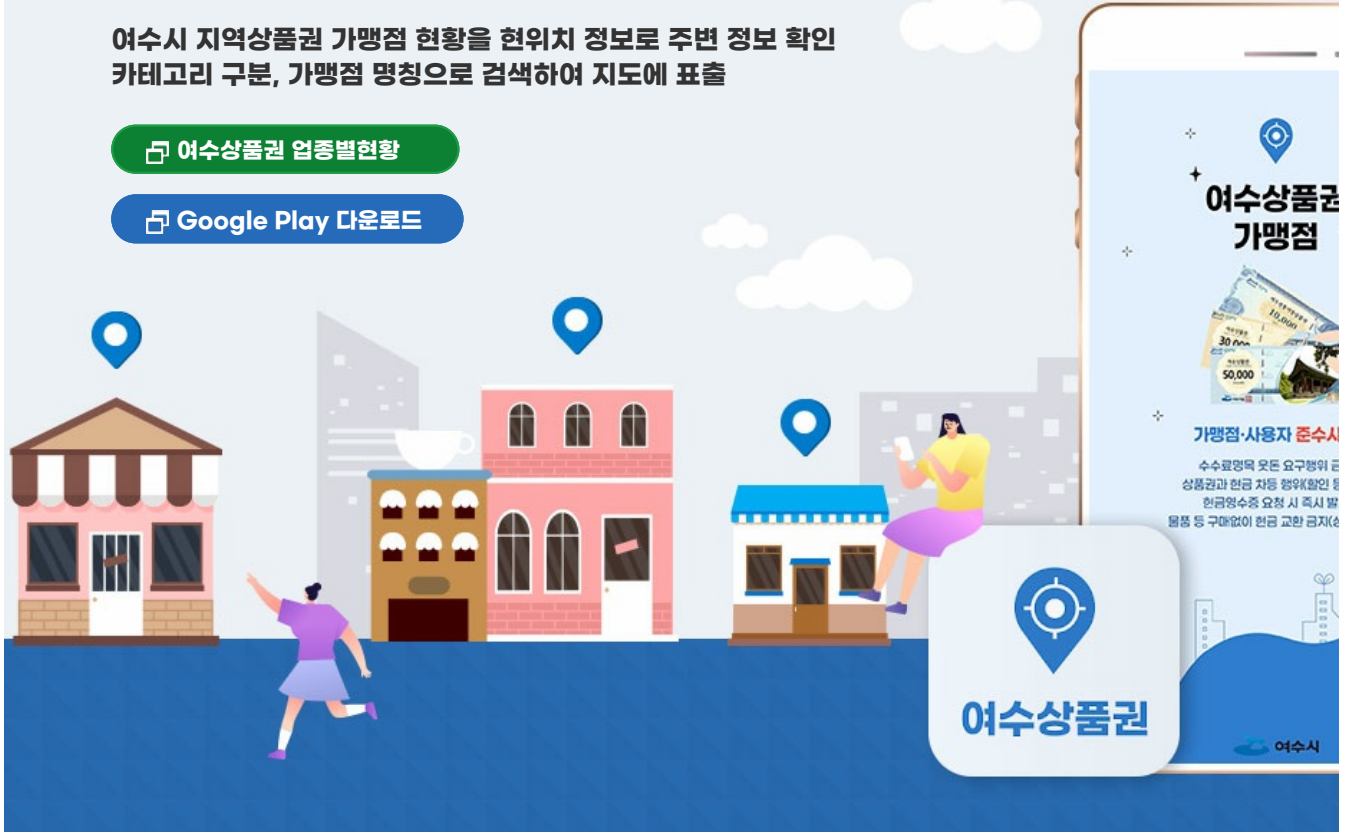 여수시 지역상품권 가맹점 현황을 현위치 정보로 주변 정보 확인
카테고리 구분, 가맹점 명칭으로 검색하여 지도에 표출
여수상품권 업종별현황
Google Play 다운로드
여수상품권
가맹점
10,000
30,000
50,000
가맹점·사용자 준수사
수수료명목 웃돈 요구행위 금
상품권과 현금 차등 행위(할인 등
현금영수증 요청 시 즉시 발
물품 등 구매없이 현금 교환 금지(상
여수상품권
여수시